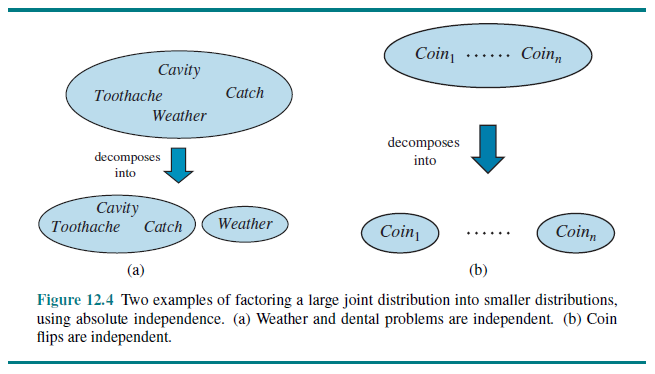 Cavity
Toothache Catch
Weather
decomposes
into
Cavity
Toothache Catch Weather
(a)
Coin₁ ...... Coinₙ
decomposes
into
Coin₁ ...... Coinₙ
(b)
Figure 12.4 Two examples of factoring a large joint distribution into smaller distributions,
using absolute independence. (a) Weather and dental problems are independent. (b) Coin
flips are independent.